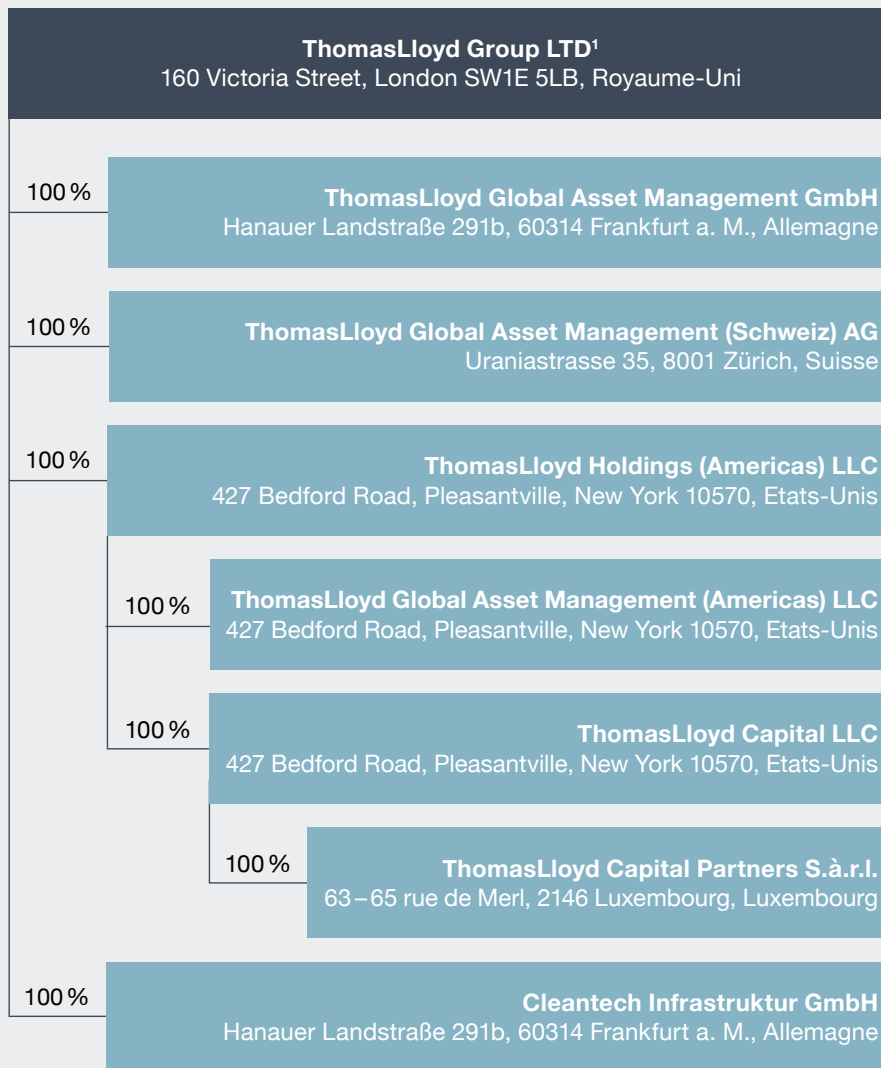 ThomasLloyd Group LTD¹
160 Victoria Street, London SW1E 5LB, Royaume-Uni
100 %
ThomasLloyd Global Asset Management GmbH
Hanauer Landstraße 291b, 60314 Frankfurt a. M., Allemagne
100 %
ThomasLloyd Global Asset Management (Schweiz) AG
Uraniastrasse 35, 8001 Zürich, Suisse
100 %
ThomasLloyd Holdings (Americas) LLC
427 Bedford Road, Pleasantville, New York 10570, Etats-Unis
100 %
ThomasLloyd Global Asset Management (Americas) LLC
427 Bedford Road, Pleasantville, New York 10570, Etats-Unis
100 %
ThomasLloyd Capital LLC
427 Bedford Road, Pleasantville, New York 10570, Etats-Unis
100 %
ThomasLloyd Capital Partners S.à.r.l.
63–65 rue de Merl, 2146 Luxembourg, Luxembourg
100 %
Cleantech Infrastruktur GmbH
Hanauer Landstraße 291b, 60314 Frankfurt a. M., Allemagne